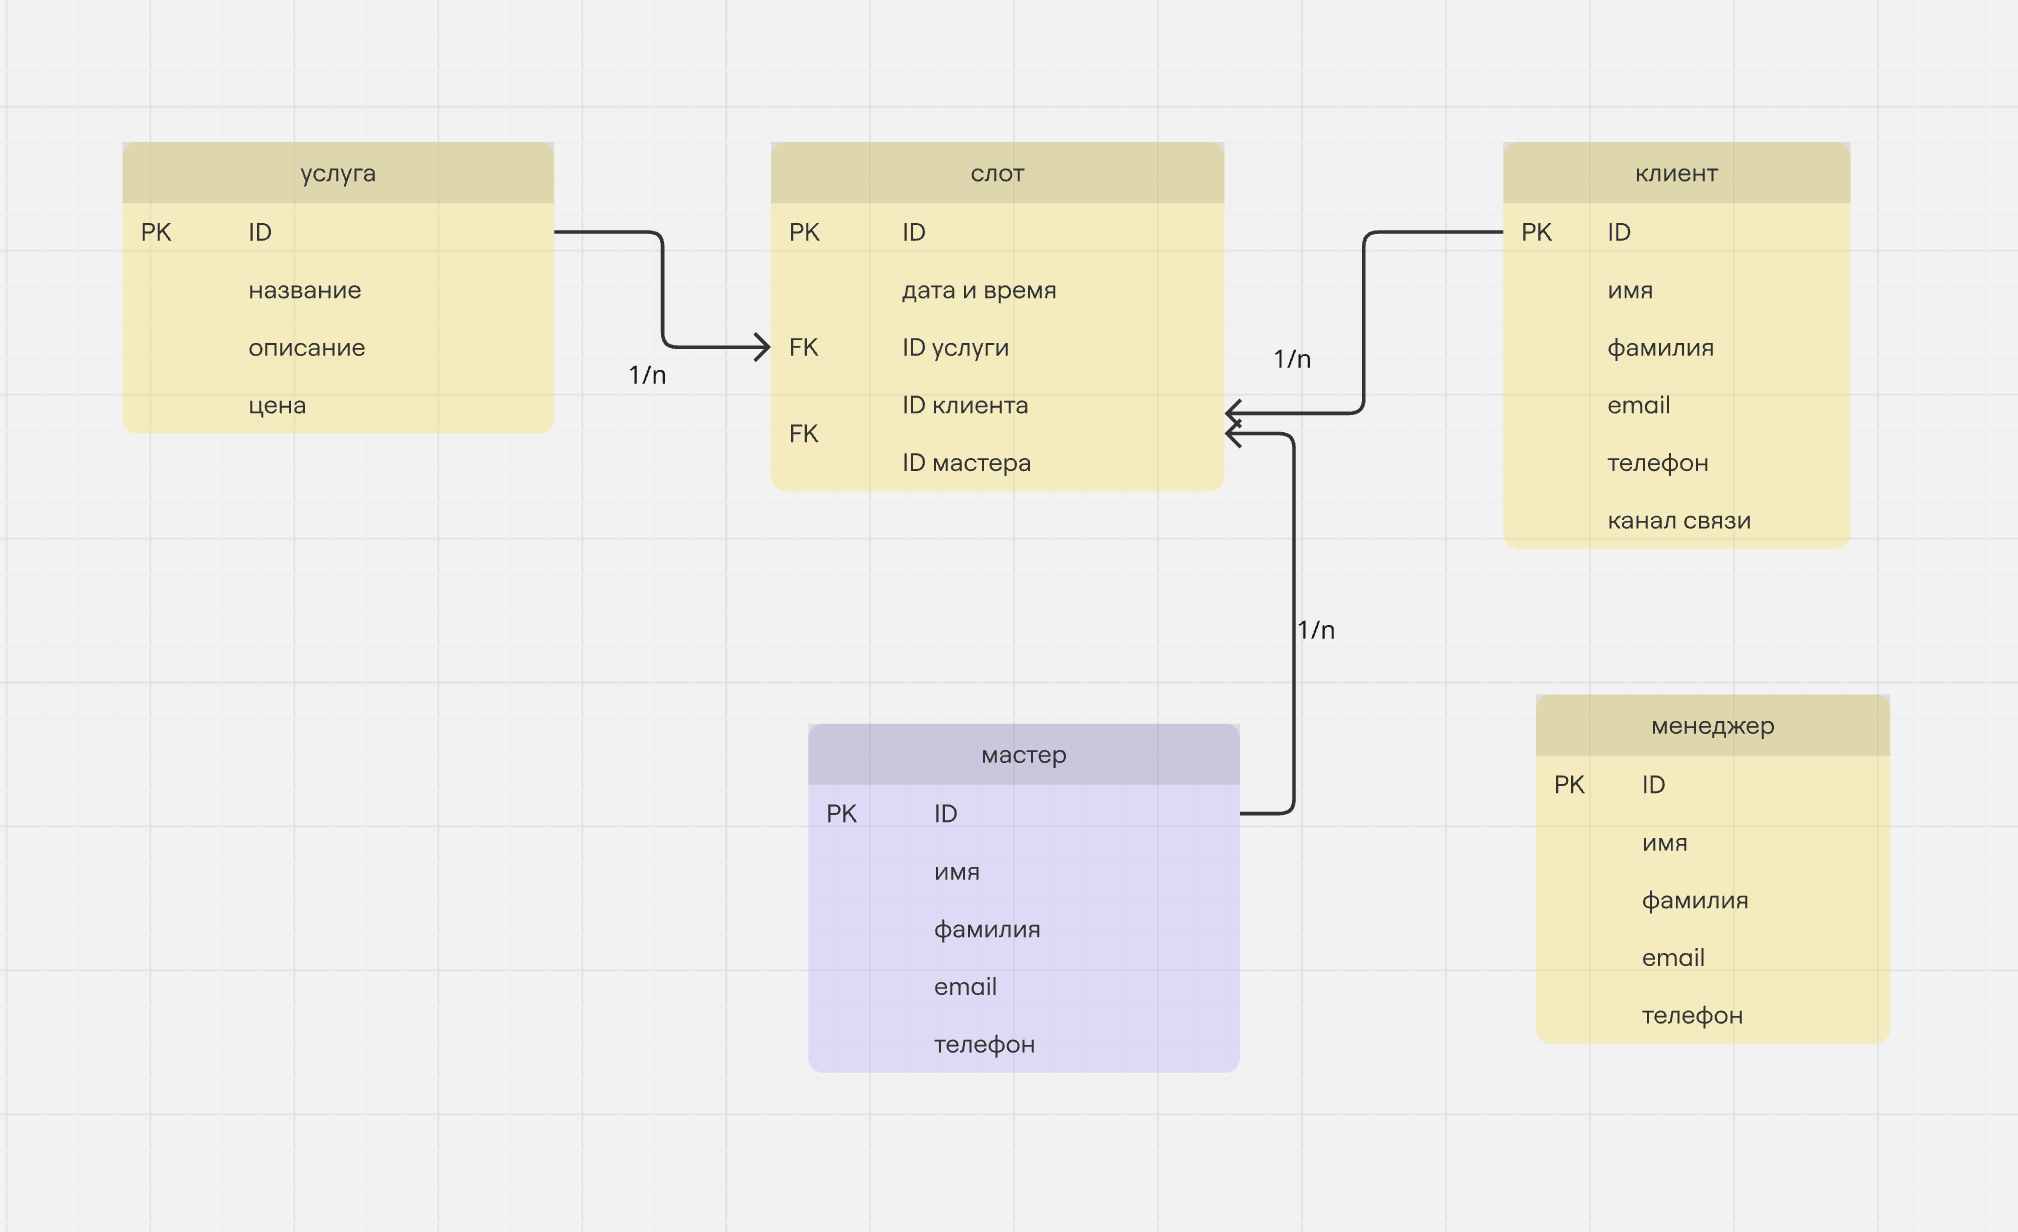 услуга
PK ID
название
описание
цена
1/n
слот
PK ID
дата и время
FK ID услуги
ID клиента
FK
ID мастера
1/n
клиент
PK ID
имя
фамилия
email
телефон
канал связи
1/n
мастер
PK ID
имя
фамилия
email
телефон
менеджер
PK ID
имя
фамилия
email
телефон